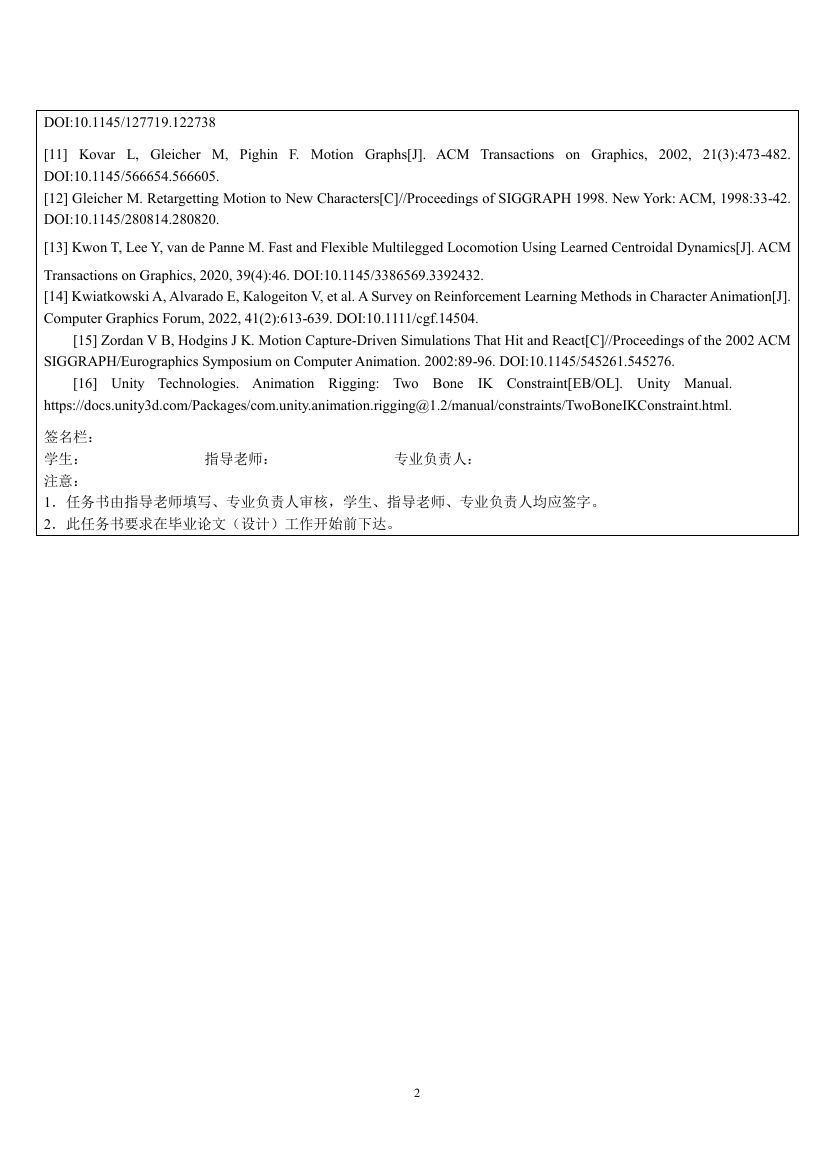 DOI:10.1145/127719.122738
[11] Kovar L, Gleicher M, Pighin F. Motion Graphs[J]. ACM Transactions on Graphics, 2002, 21(3):473-482.
DOI:10.1145/566654.566605.
[12] Gleicher M. Retargetting Motion to New Characters[C]//Proceedings of SIGGRAPH 1998. New York: ACM, 1998:33-42.
DOI:10.1145/280814.280820.
[13] Kwon T, Lee Y, van de Panne M. Fast and Flexible Multilegged Locomotion Using Learned Centroidal Dynamics[J]. ACM
Transactions on Graphics, 2020, 39(4):46. DOI:10.1145/3386569.3392432.
[14] Kwiatkowski A, Alvarado E, Kalogeiton V, et al. A Survey on Reinforcement Learning Methods in Character Animation[J].
Computer Graphics Forum, 2022, 41(2):613-639. DOI:10.1111/cgf.14504.
[15] Zordan V B, Hodgins J K. Motion Capture-Driven Simulations That Hit and React[C]//Proceedings of the 2002 ACM
SIGGRAPH/Eurographics Symposium on Computer Animation. 2002:89-96. DOI:10.1145/545261.545276.
[16] Unity Technologies. Animation Rigging: Two Bone IK Constraint[EB/OL]. Unity Manual.
https://docs.unity3d.com/Packages/com.unity.animation.rigging@1.2/manual/constraints/TwoBoneIKConstraint.html.
签名栏：
学生： 指导老师： 专业负责人：
注意：
1．任务书由指导老师填写、专业负责人审核，学生、指导老师、专业负责人均应签字。
2．此任务书要求在毕业论文（设计）工作开始前下达。
2